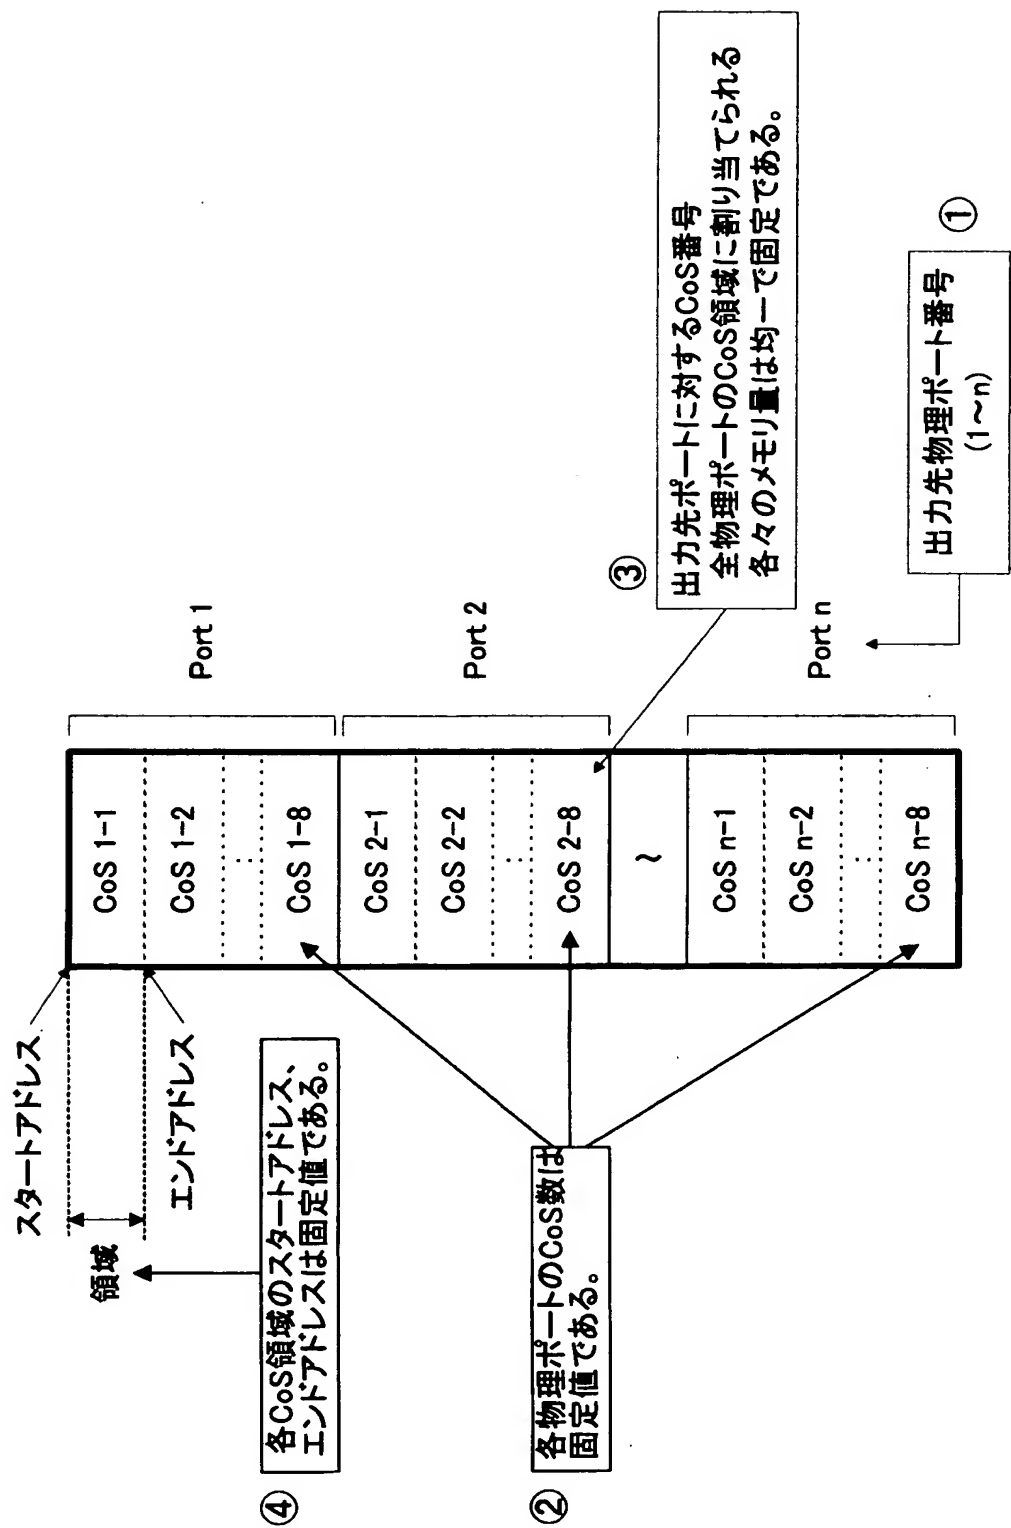 スタートアドレス
領域
エンドアドレス
④
各CoS領域のスタートアドレス、
エンドアドレスは固定値である。
②
各物理ポートのCoS数は
固定値である。
CoS 1-1
CoS 1-2
CoS 1-8
CoS 2-1
CoS 2-2
CoS 2-8
~
CoS n-1
CoS n-2
CoS n-8
Port 1
Port 2
Port n
③
出力先ポートに対するCoS番号
全物理ポートのCoS領域に割り当てられる
各々のメモリ量は均一で固定である。
①
出力先物理ポート番号
(1~n)